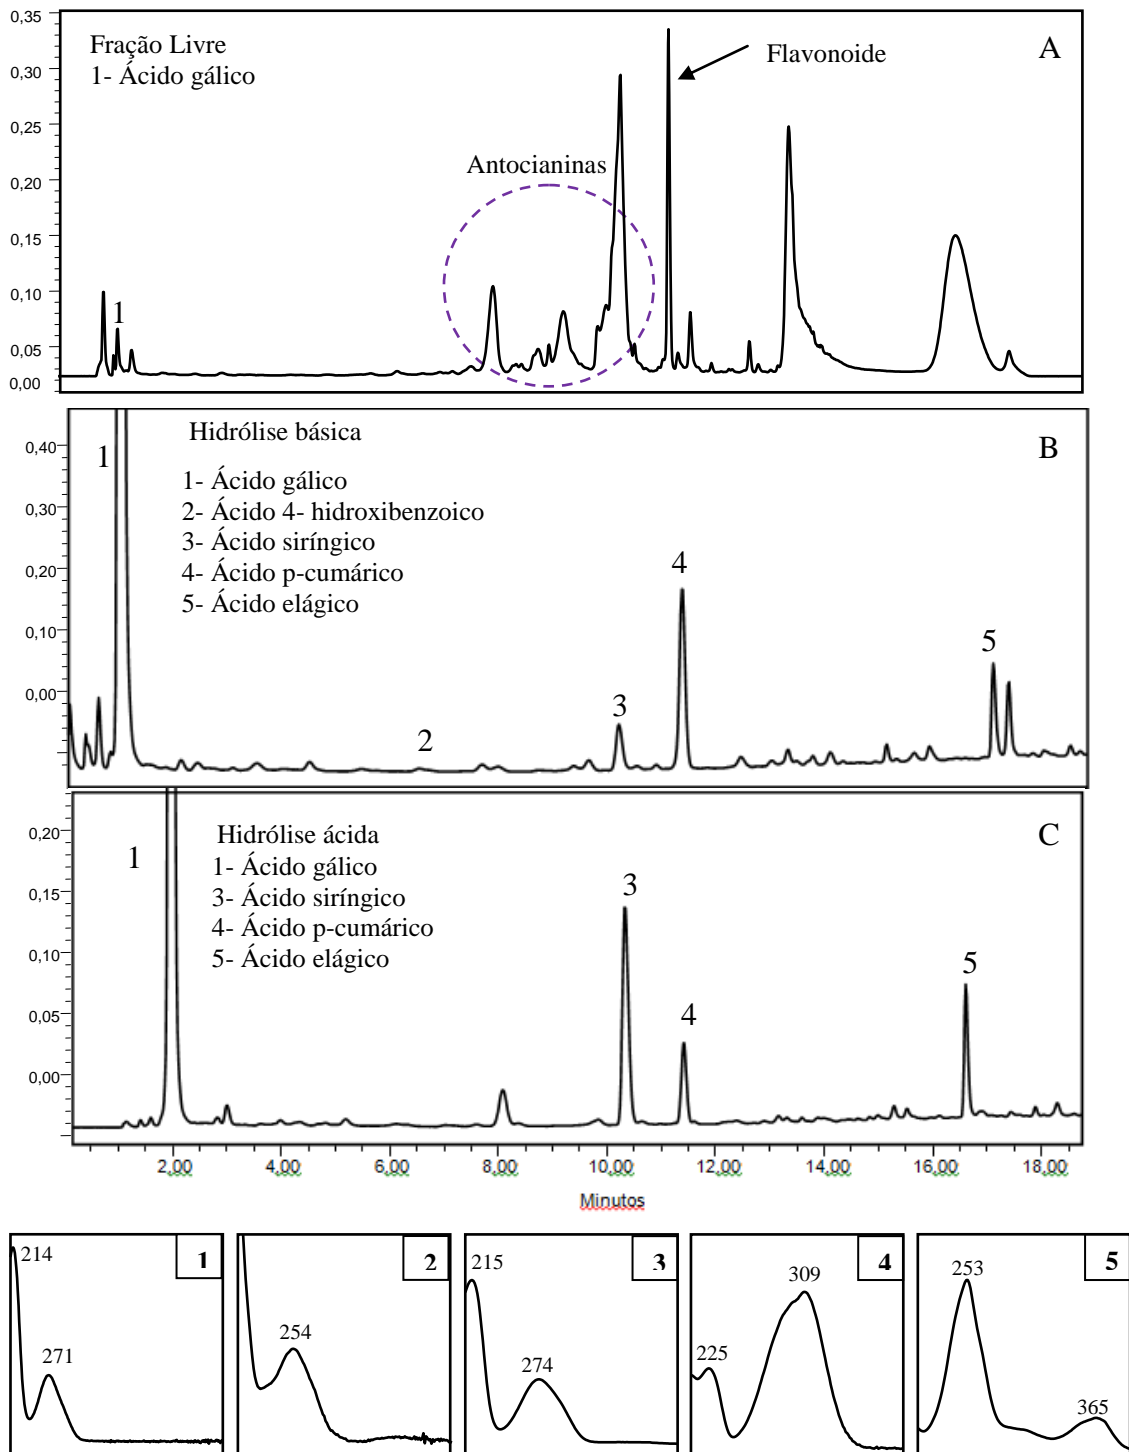 0,35
0,30
0,25
0,20
0,15
0,10
0,05
0,00
Fração Livre
1- Ácido gálico
Antocianinas
Flavonoide
A
1
0,40
0,30
0,20
0,10
0,00
Hidrólise básica
B
1
1- Ácido gálico
2- Ácido 4- hidroxibenzoico
3- Ácido siríngico
4- Ácido p-cumárico
5- Ácido elágico
2
3
4
5
0,20
0,15
0,10
0,05
0,00
Hidrólise ácida
C
1
1- Ácido gálico
3- Ácido siríngico
4- Ácido p-cumárico
5- Ácido elágico
3
4
5
2,00 4,00 6,00 8,00 10,00 12,00 14,00 16,00 18,00
Minutos
214
271
1
254
2
215
274
3
225
309
4
253
365
5